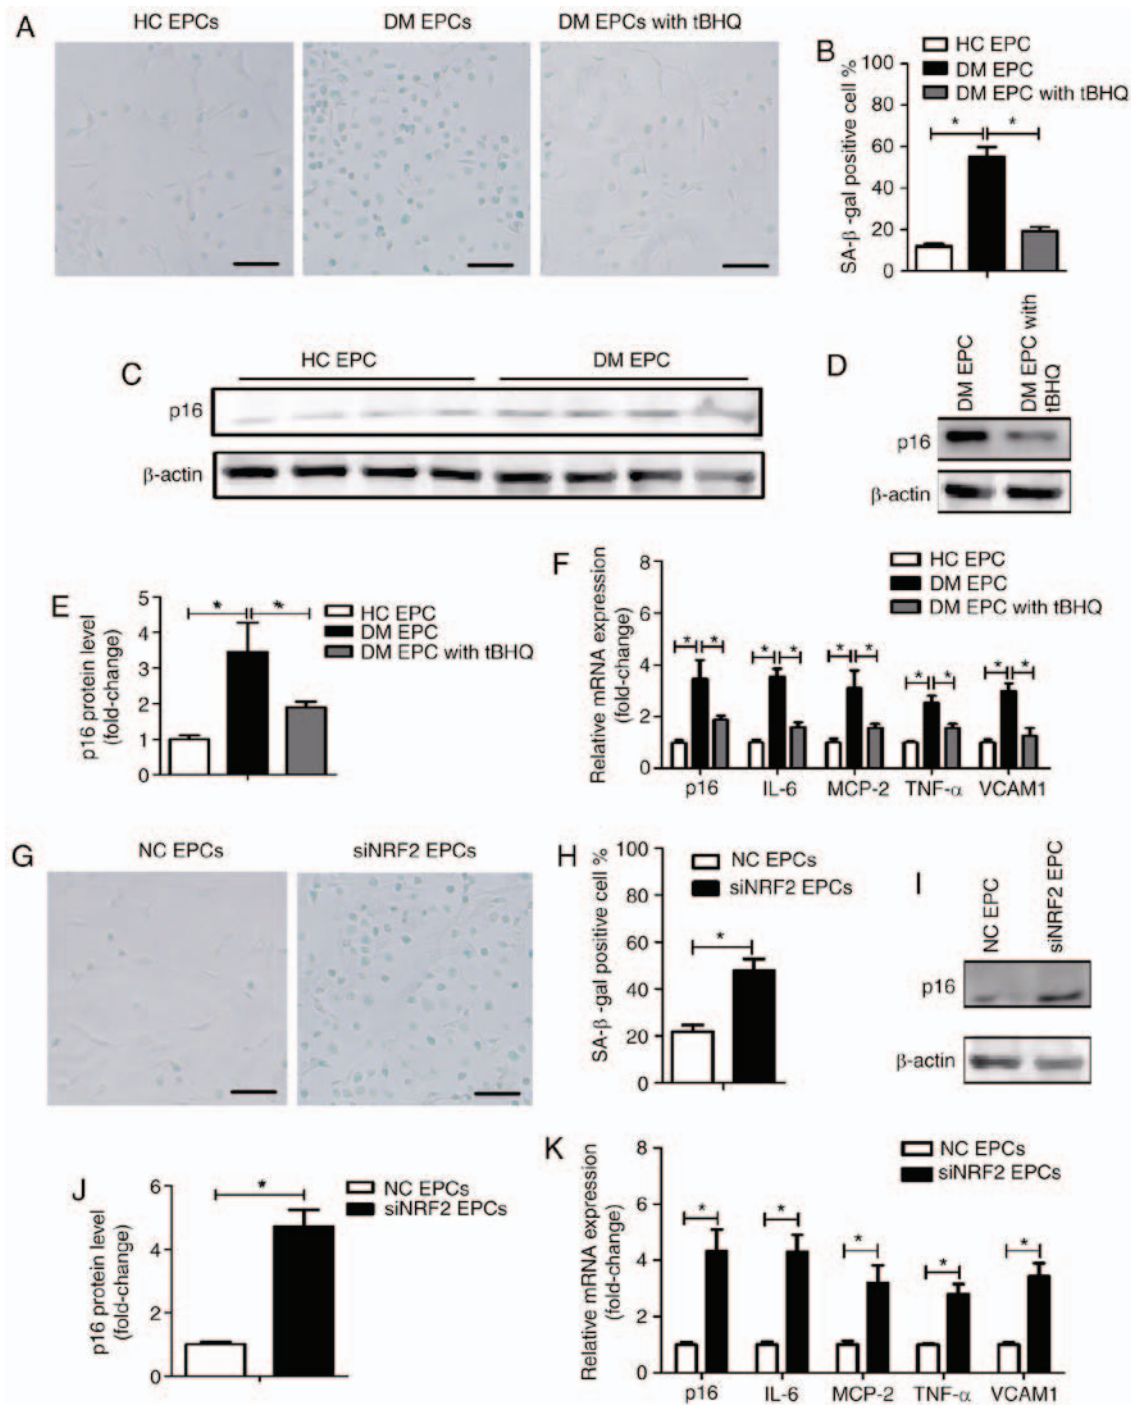 A
HC EPCs
DM EPCs
DM EPCs with tBHQ
B
HC EPC
DM EPC
DM EPC with tBHQ
SA-β -gal positive cell %
100
80
60
40
20
0
* *
C
HC EPC
DM EPC
p16
β-actin
D
DM EPC
DM EPC with
tBHQ
p16
β-actin
E
p16 protein level
(fold-change)
5
4
3
2
1
0
* *
HC EPC
DM EPC
DM EPC with tBHQ
F
Relative mRNA expression
(fold-change)
8
6
4
2
0
HC EPC
DM EPC
DM EPC with tBHQ
* * * * * * * * * *
p16 IL-6 MCP-2 TNF-α VCAM1
G
NC EPCs
siNRF2 EPCs
H
SA-β -gal positive cell %
100
80
60
40
20
0
NC EPCs
siNRF2 EPCs
*
I
NC EPC
siNRF2 EPC
p16
β-actin
J
p16 protein level
(fold-change)
6
4
2
0
*
NC EPCs
siNRF2 EPCs
K
Relative mRNA expression
(fold-change)
8
6
4
2
0
NC EPCs
siNRF2 EPCs
* * * * *
p16 IL-6 MCP-2 TNF-α VCAM1